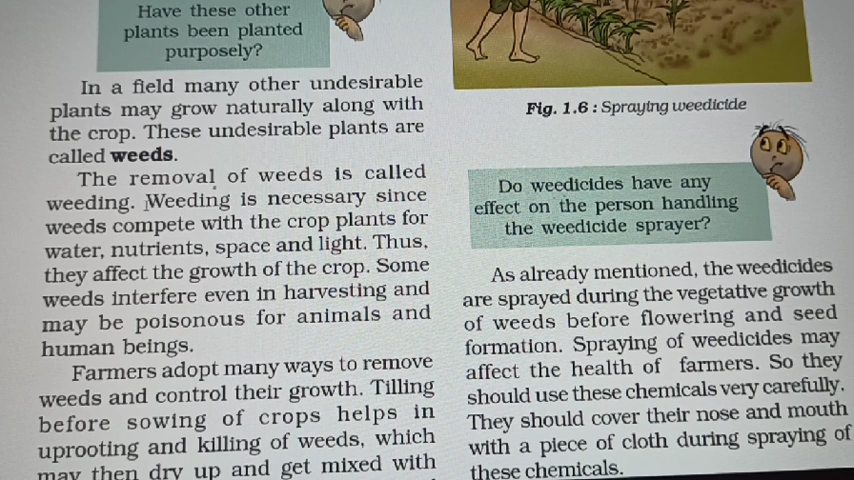 Have these other
plants been planted
purposely?
In a field many other undesirable
plants may grow naturally along with
the crop. These undesirable plants are
called weeds.
The removal of weeds is called
weeding. Weeding is necessary since
weeds compete with the crop plants for
water, nutrients, space and light. Thus,
they affect the growth of the crop. Some
weeds interfere even in harvesting and
may be poisonous for animals and
human beings.
Farmers adopt many ways to remove
weeds and control their growth. Tilling
before sowing of crops helps in
uprooting and killing of weeds, which
may then dry up and get mixed with
Fig. 1.6 : Spraying weedicide
Do weedicides have any
effect on the person handling
the weedicide sprayer?
As already mentioned, the weedicides
are sprayed during the vegetative growth
of weeds before flowering and seed
formation. Spraying of weedicides may
affect the health of farmers. So they
should use these chemicals very carefully.
They should cover their nose and mouth
with a piece of cloth during spraying of
these chemicals.